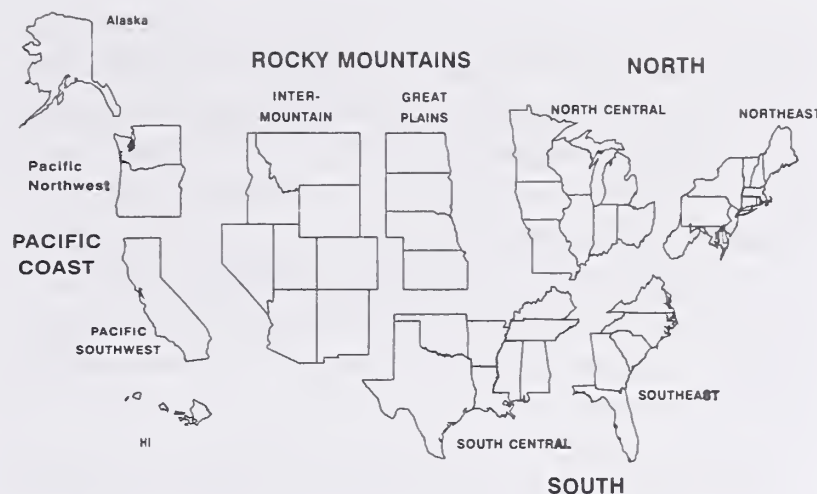 Alaska
ROCKY MOUNTAINS
NORTH
INTER-
MOUNTAIN
GREAT
PLAINS
NORTH CENTRAL
NORTHEAST
Pacific
Northwest
PACIFIC
COAST
PACIFIC
SOUTHWEST
SOUTHEAST
HI
SOUTH CENTRAL
SOUTH